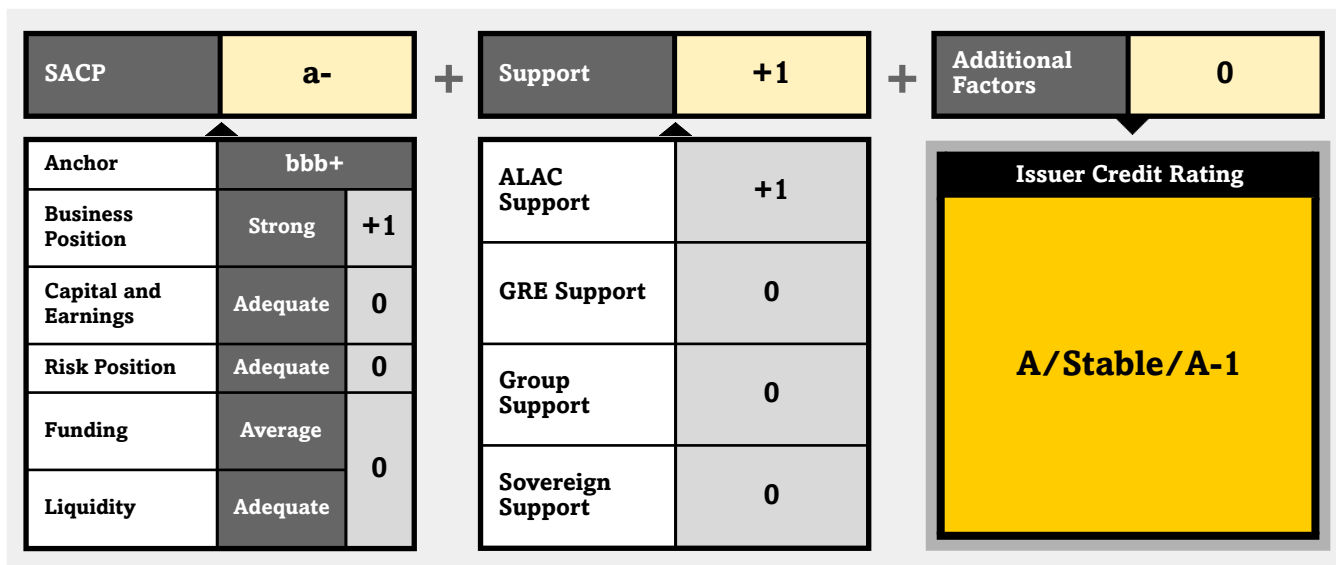 SACP
a-
+
Support
+1
+
Additional
Factors
0
Anchor
bbb+
Business
Position
Strong
+1
Capital and
Earnings
Adequate
0
Risk Position
Adequate
0
Funding
Average
0
Liquidity
Adequate
ALAC
Support
+1
GRE Support
0
Group
Support
0
Sovereign
Support
0
Issuer Credit Rating
A/Stable/A-1